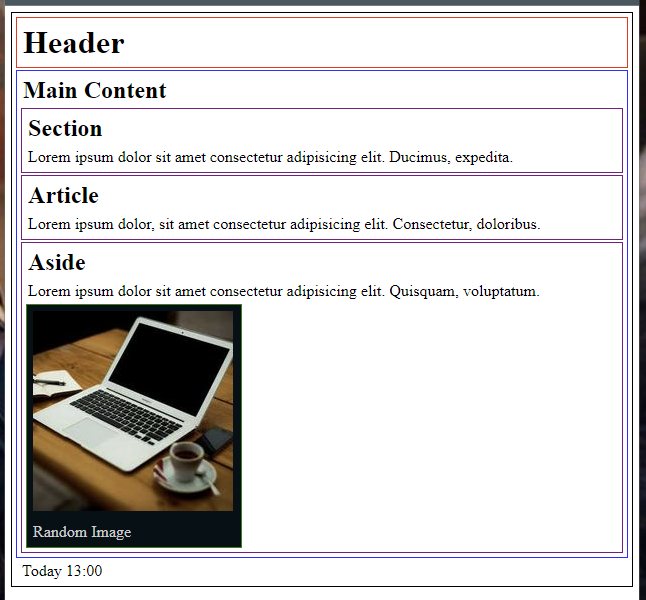 Header
Main Content
Section
Lorem ipsum dolor sit amet consectetur adipisicing elit. Ducimus, expedita.
Article
Lorem ipsum dolor, sit amet consectetur adipisicing elit. Consectetur, doloribus.
Aside
Lorem ipsum dolor sit amet consectetur adipisicing elit. Quisquam, voluptatum.
Random Image
Today 13:00